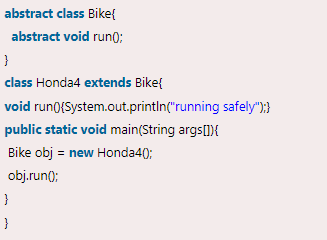 abstract class Bike{
abstract void run();
}
class Honda4 extends Bike{
void run(){System.out.println("running safely");}
public static void main(String args[]){
Bike obj = new Honda4();
obj.run();
}
}